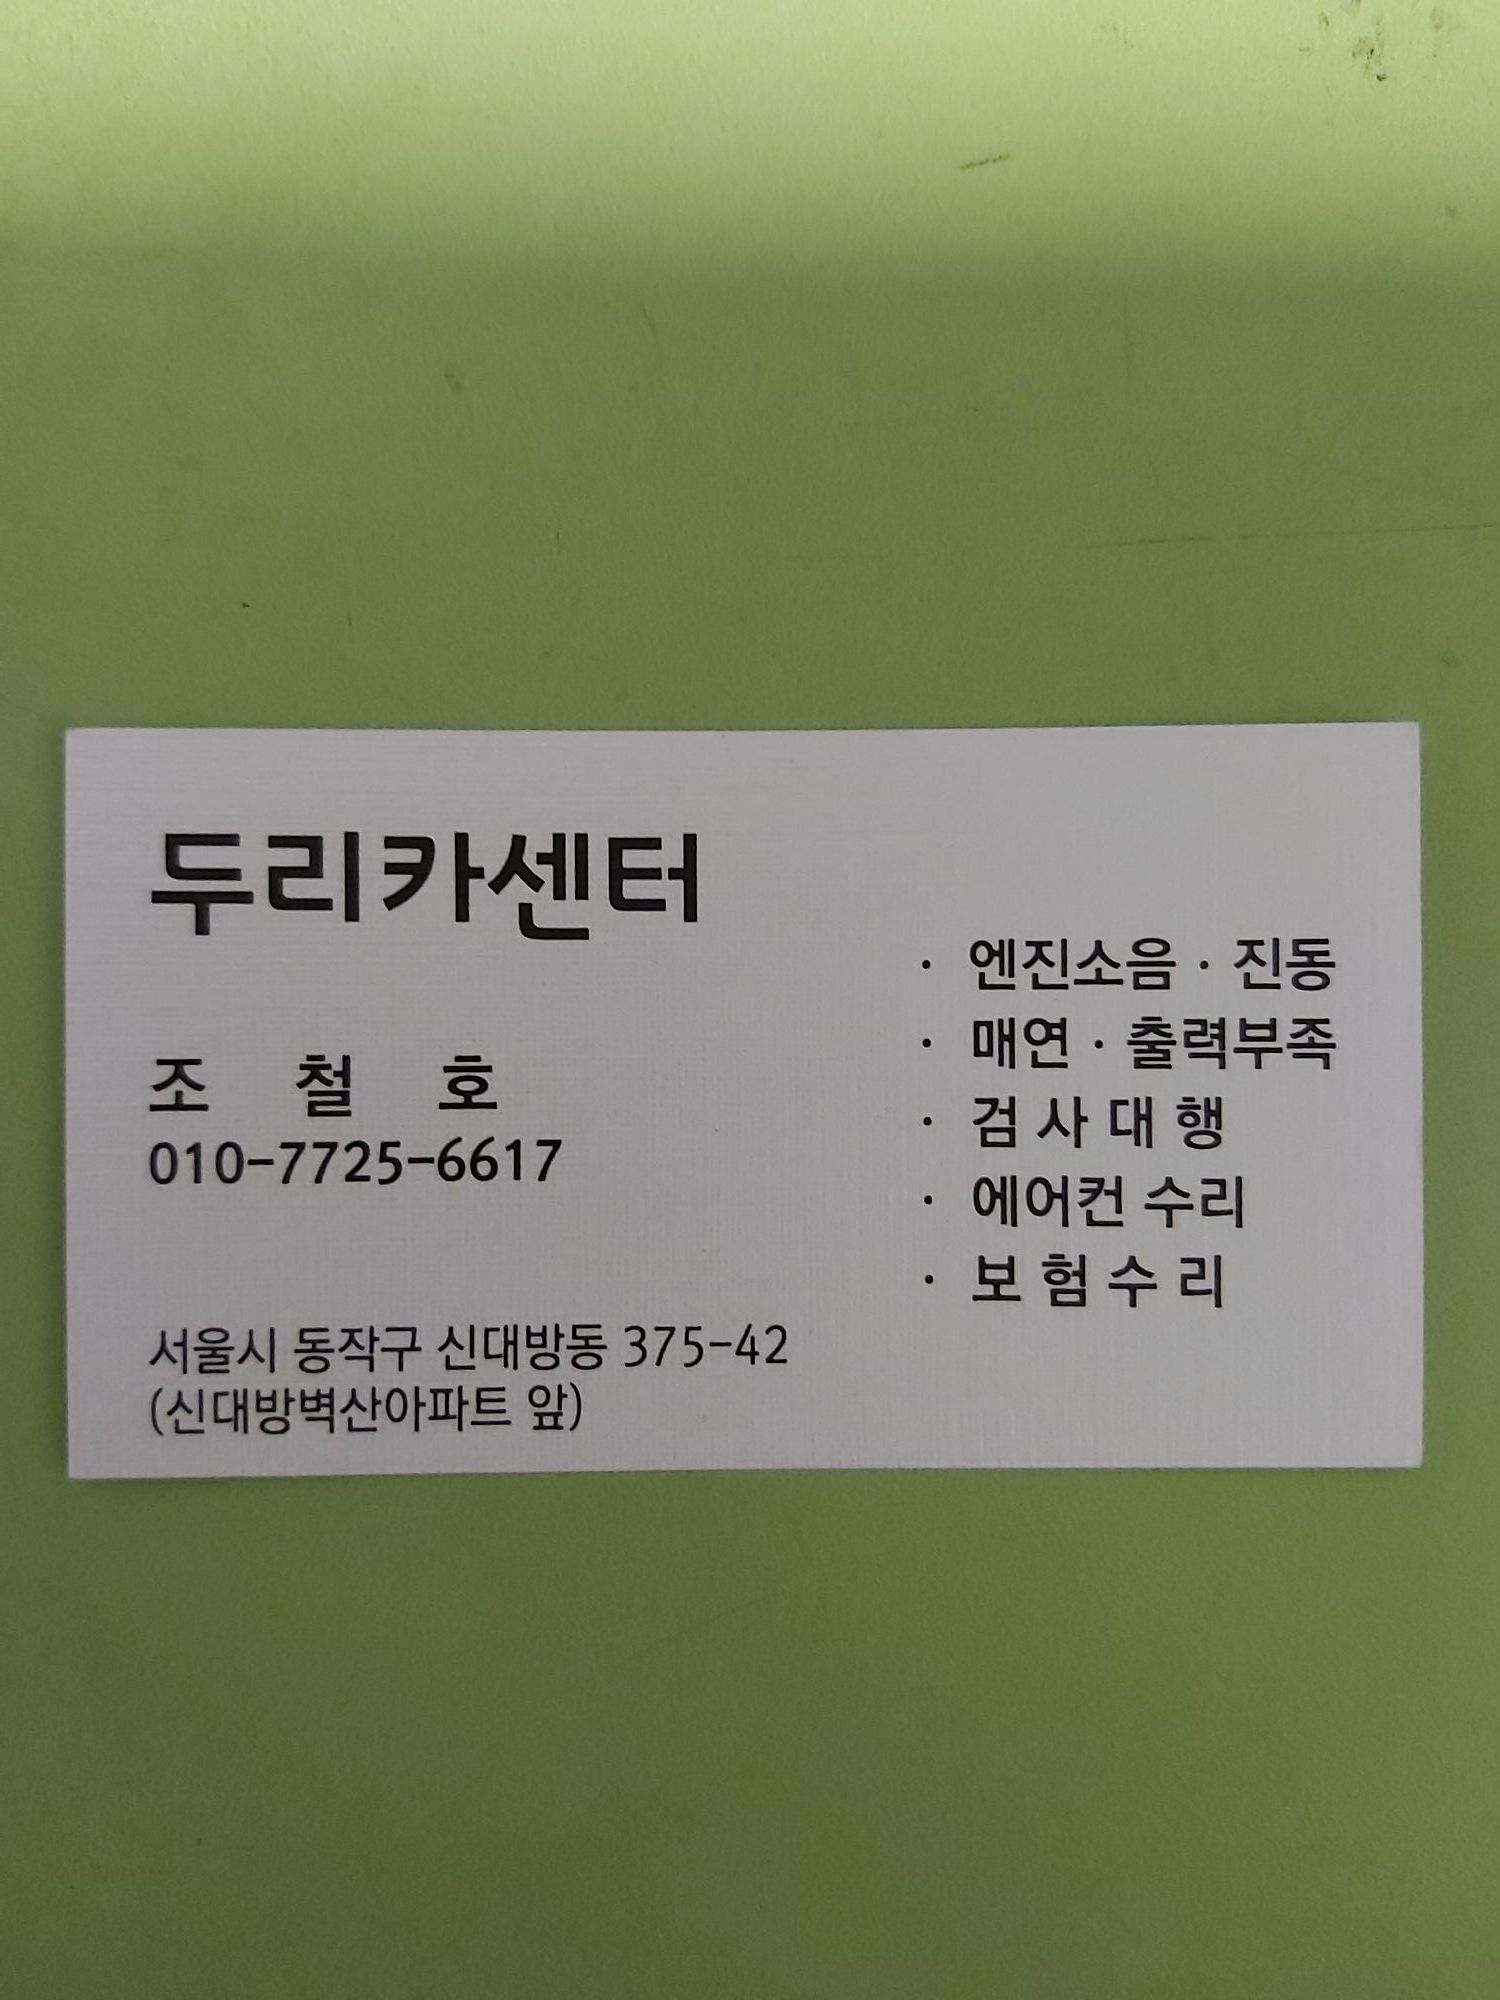 두리카센터
조 철 호
010-7725-6617
서울시 동작구 신대방동 375-42
(신대방벽산아파트 앞)
· 엔진소음 · 진동
· 매연 · 출력부족
· 검 사 대 행
· 에어컨 수리
· 보 험 수 리